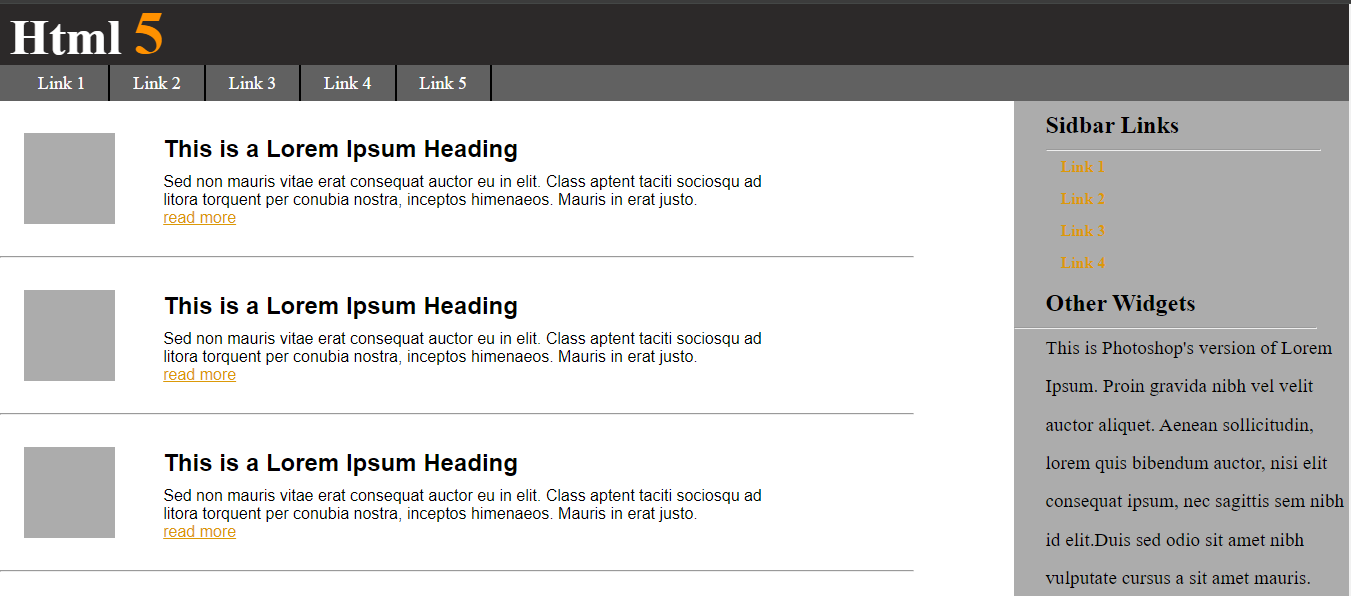 Html 5
Link 1 Link 2 Link 3 Link 4 Link 5
This is a Lorem Ipsum Heading
Sed non mauris vitae erat consequat auctor eu in elit. Class aptent taciti sociosqu ad
litora torquent per conubia nostra, inceptos himenaeos. Mauris in erat justo.
read more
This is a Lorem Ipsum Heading
Sed non mauris vitae erat consequat auctor eu in elit. Class aptent taciti sociosqu ad
litora torquent per conubia nostra, inceptos himenaeos. Mauris in erat justo.
read more
This is a Lorem Ipsum Heading
Sed non mauris vitae erat consequat auctor eu in elit. Class aptent taciti sociosqu ad
litora torquent per conubia nostra, inceptos himenaeos. Mauris in erat justo.
read more
Sidbar Links
Link 1
Link 2
Link 3
Link 4
Other Widgets
This is Photoshop's version of Lorem
Ipsum. Proin gravida nibh vel velit
auctor aliquet. Aenean sollicitudin,
lorem quis bibendum auctor, nisi elit
consequat ipsum, nec sagittis sem nibh
id elit.Duis sed odio sit amet nibh
vulputate cursus a sit amet mauris.